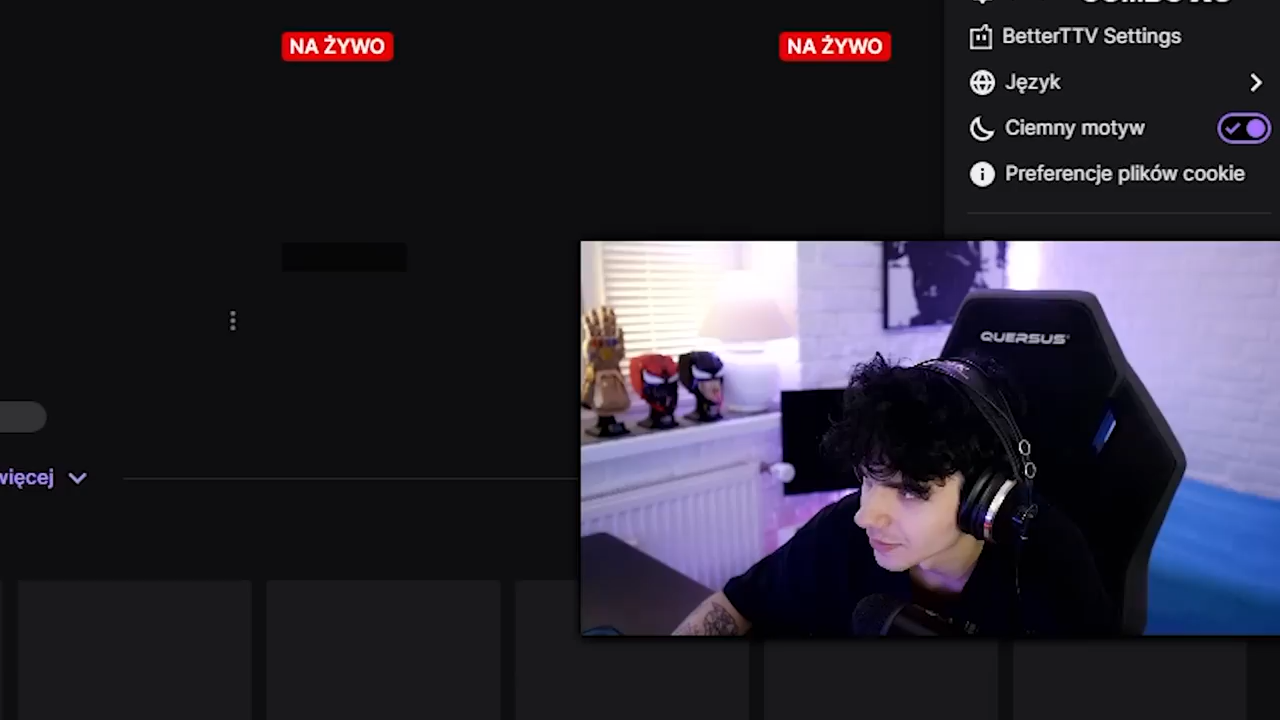 NA ŻYWO
NA ŻYWO
BetterTTV Settings
Język
Ciemny motyw
Preferencje plików cookie
QUERSUS
więcej